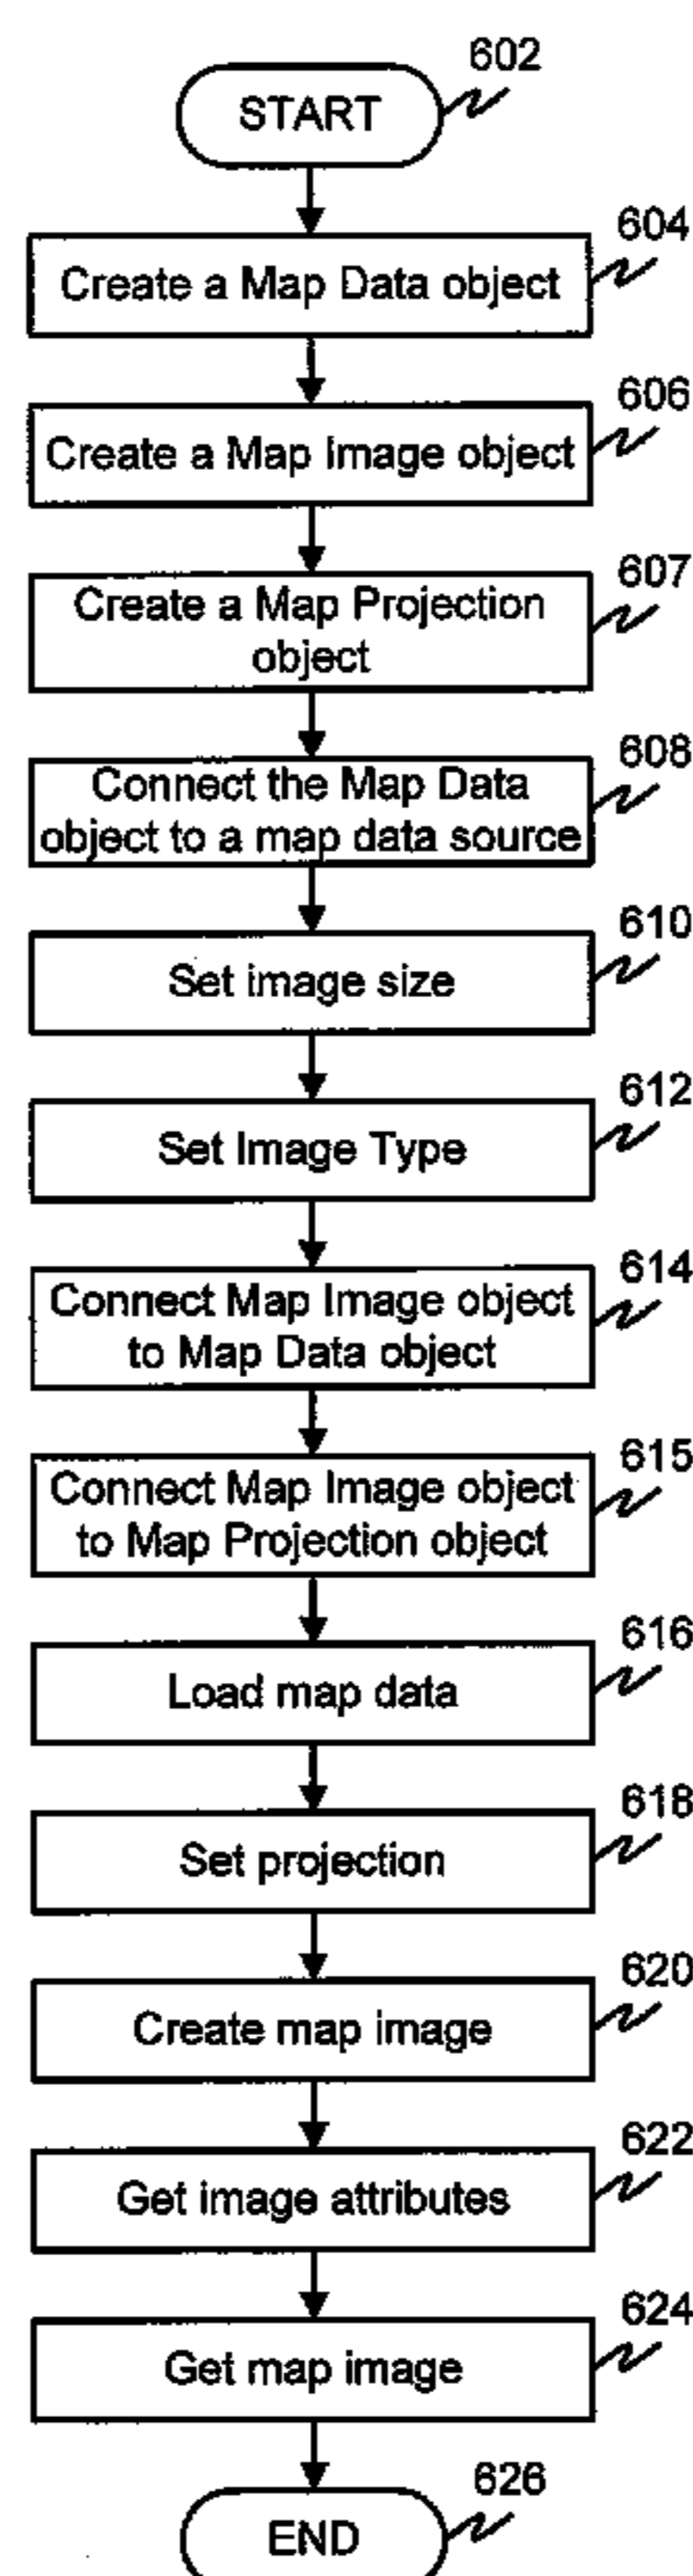 602
START
604
Create a Map Data object
606
Create a Map Image object
607
Create a Map Projection
object
608
Connect the Map Data
object to a map data source
610
Set image size
612
Set Image Type
614
Connect Map Image object
to Map Data object
615
Connect Map Image object
to Map Projection object
616
Load map data
618
Set projection
620
Create map image
622
Get image attributes
624
Get map image
626
END